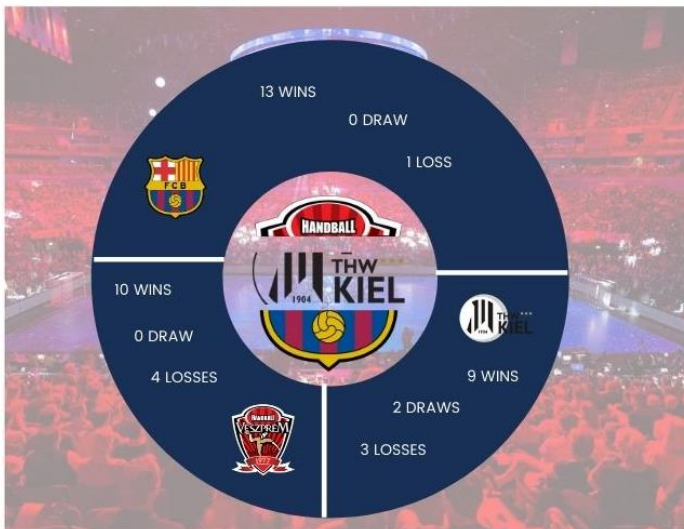 13 WINS
0 DRAW
1 LOSS
FCB
HANDBALL
THW
KIEL
1904
10 WINS
0 DRAW
4 LOSSES
THW
KIEL
9 WINS
2 DRAWS
3 LOSSES
HANDBALL
VESZPRÉM
1977